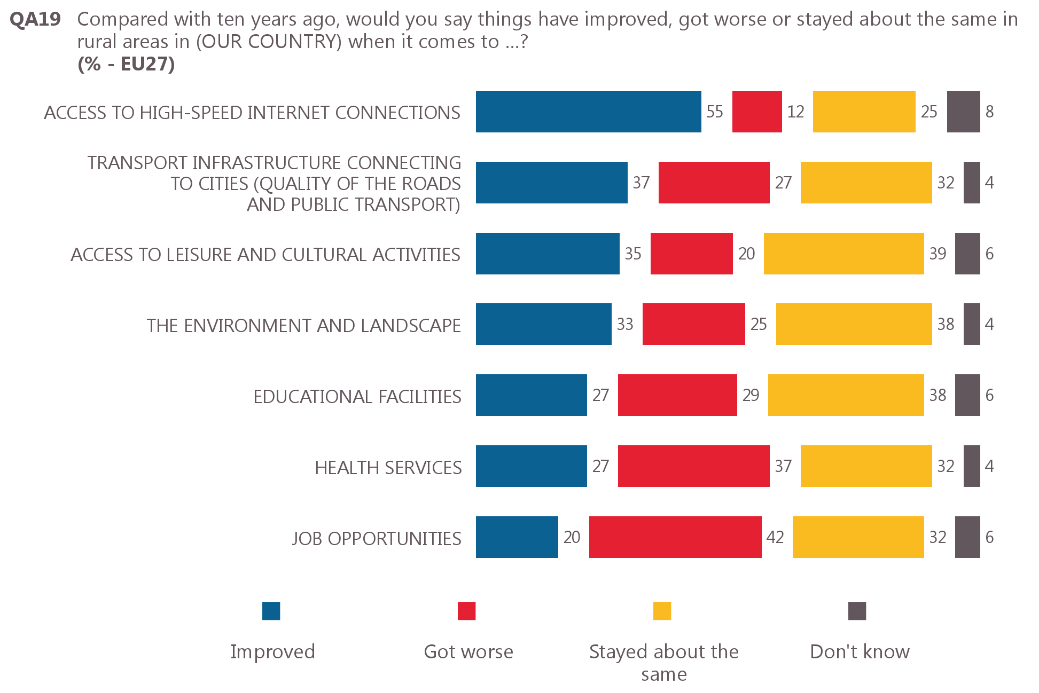 QA19 Compared with ten years ago, would you say things have improved, got worse or stayed about the same in
rural areas in (OUR COUNTRY) when it comes to ...?
(% - EU27)
ACCESS TO HIGH-SPEED INTERNET CONNECTIONS 55 12 25 8
TRANSPORT INFRASTRUCTURE CONNECTING
TO CITIES (QUALITY OF THE ROADS 37 27 32 4
AND PUBLIC TRANSPORT)
ACCESS TO LEISURE AND CULTURAL ACTIVITIES 35 20 39 6
THE ENVIRONMENT AND LANDSCAPE 33 25 38 4
EDUCATIONAL FACILITIES 27 29 38 6
HEALTH SERVICES 27 37 32 4
JOB OPPORTUNITIES 20 42 32 6
Improved Got worse Stayed about the Don't know
same